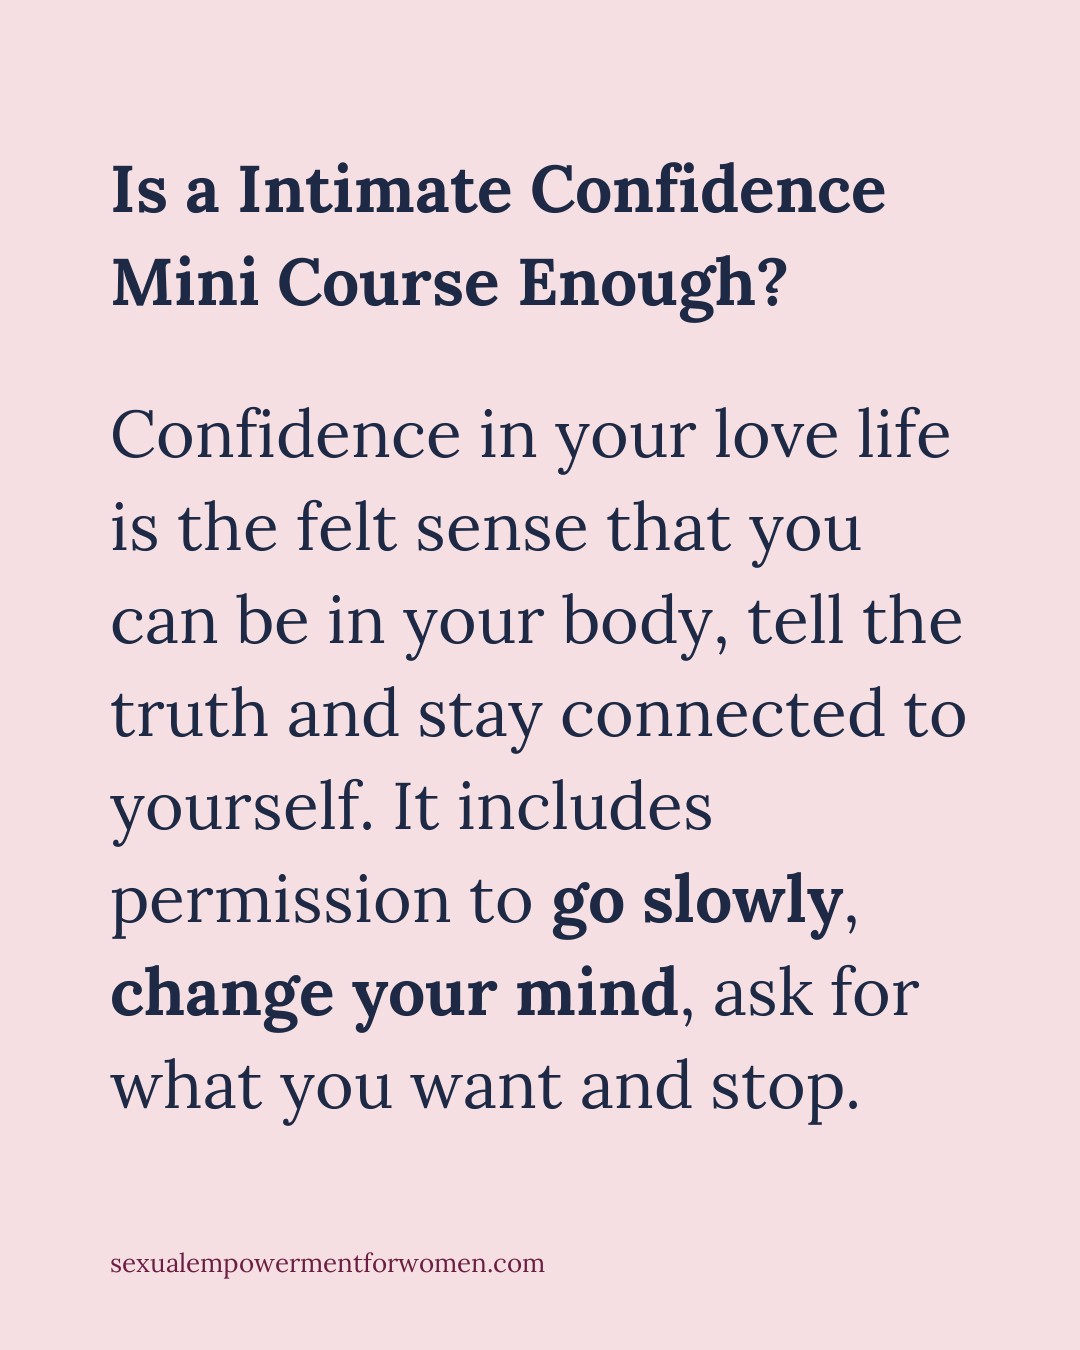 Is a Intimate Confidence
Mini Course Enough?
Confidence in your love life
is the felt sense that you
can be in your body, tell the
truth and stay connected to
yourself. It includes
permission to go slowly,
change your mind, ask for
what you want and stop.
sexualempowermentforwomen.com